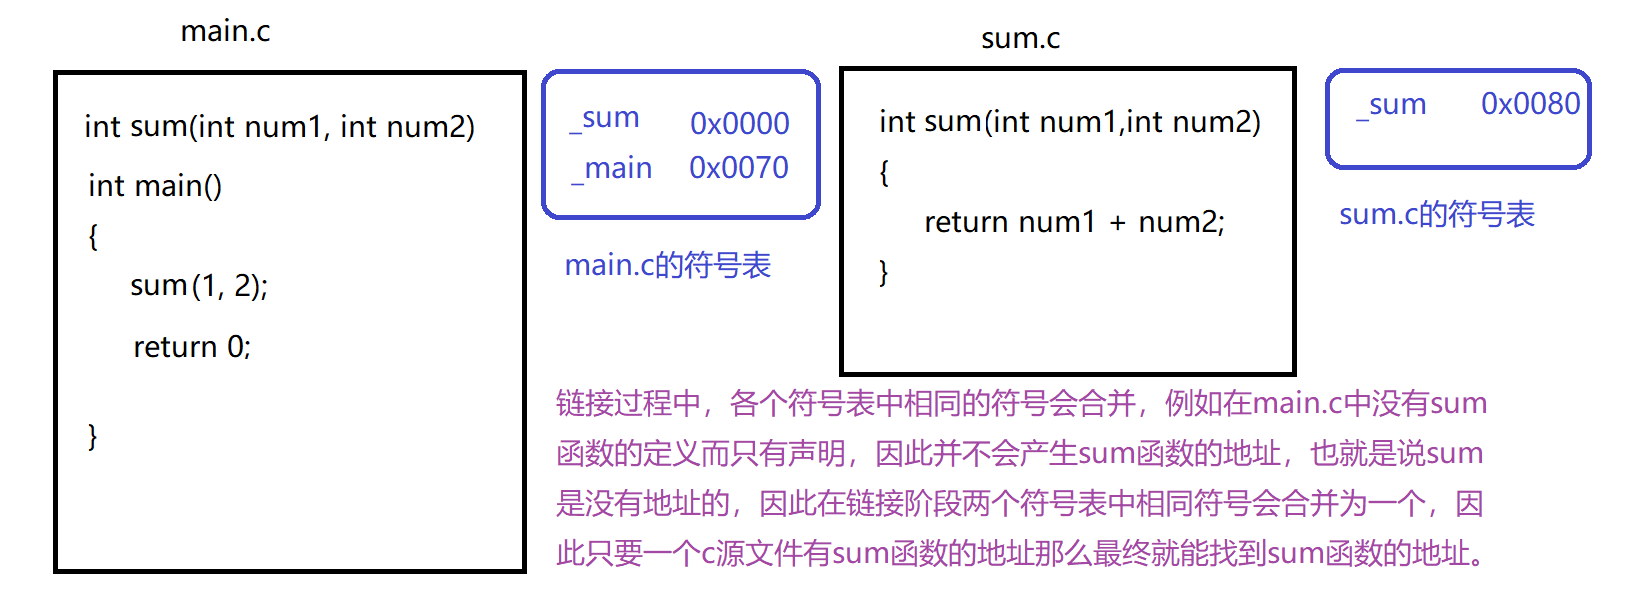 main.c
int sum(int num1, int num2)
int main()
{
sum(1, 2);
return 0;
}
_sum 0x0000
_main 0x0070
main.c的符号表
sum.c
int sum(int num1,int num2)
{
return num1 + num2;
}
_sum 0x0080
sum.c的符号表
链接过程中，各个符号表中相同的符号会合并，例如在main.c中没有sum
函数的定义而只有声明，因此并不会产生sum函数的地址，也就是说sum
是没有地址的，因此在链接阶段两个符号表中相同符号会合并为一个，因
此只要一个c源文件有sum函数的地址那么最终就能找到sum函数的地址。